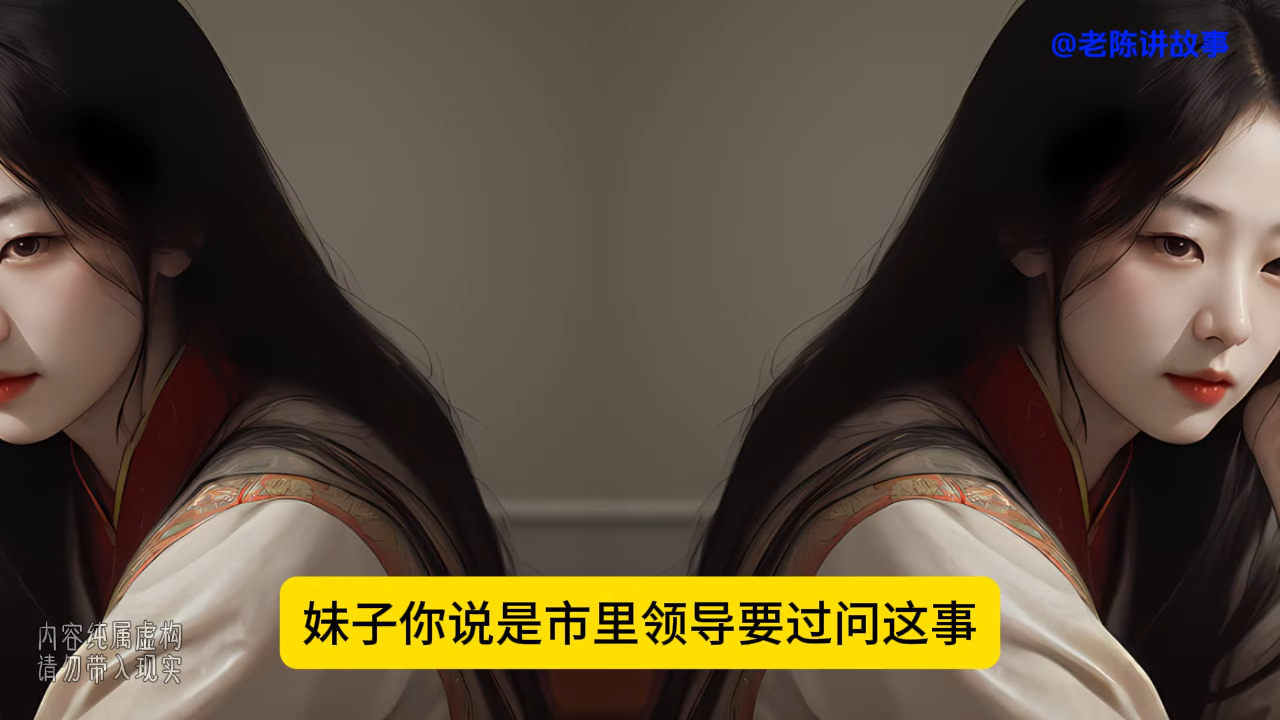 @老陈讲故事
妹子你说是市里领导要过问这事
内容纯属虚构
请勿带入现实